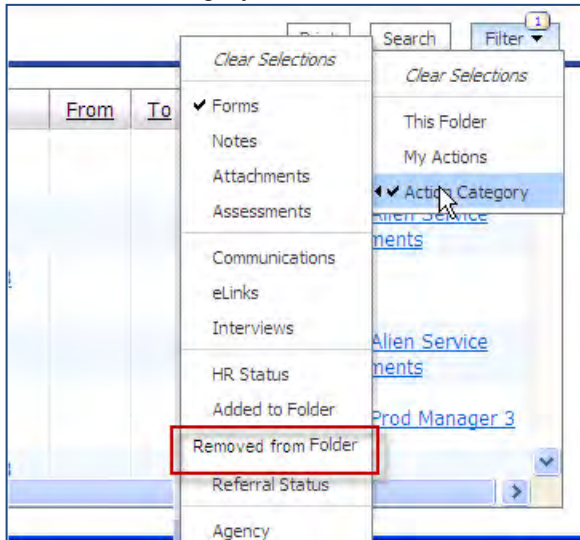 1
Search
Filter
Clear Selections
Forms
Notes
Attachments
Assessments
Communications
eLinks
Interviews
HR Status
Added to Folder
Removed from Folder
Referral Status
Agency
Clear Selections
This Folder
My Actions
Action Category
From To
Alien Service
ments
Alien Service
ments
Prod Manager 3